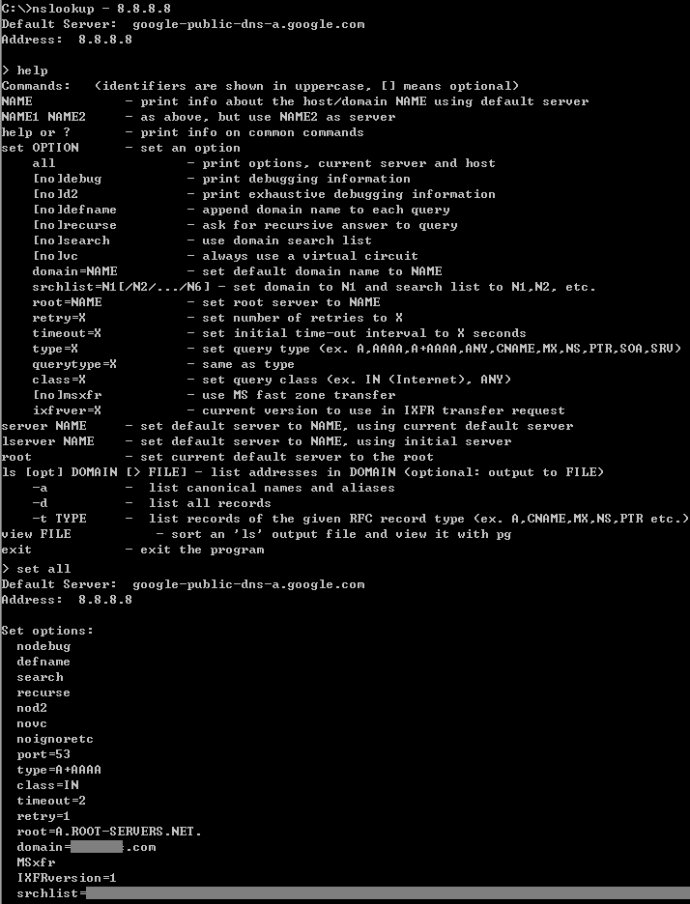 C:\>nslookup - 8.8.8.8
Default Server:  google-public-dns-a.google.com
Address:  8.8.8.8

> help
Commands:   (identifiers are shown in uppercase, [] means optional)
NAME            - print info about the host/domain NAME using default server
NAME1 NAME2     - as above, but use NAME2 as server
help or ?       - print info on common commands
set OPTION      - set an option
    all                 - print options, current server and host
    [no]debug           - print debugging information
    [no]d2              - print exhaustive debugging information
    [no]defname         - append domain name to each query
    [no]recurse         - ask for recursive answer to query
    [no]search          - use domain search list
    [no]vc              - always use a virtual circuit
    domain=NAME         - set default domain name to NAME
    srchlist=N1[/N2/.../N6] - set domain to N1 and search list to N1,N2, etc.
    root=NAME           - set root server to NAME
    retry=X             - set number of retries to X
    timeout=X           - set initial time-out interval to X seconds
    type=X              - set query type (ex. A,AAAA,A+AAAA,ANY,CNAME,MX,NS,PTR,SOA,SRV)
    querytype=X         - same as type
    class=X             - set query class (ex. IN (Internet), ANY)
    [no]msxfr           - use MS fast zone transfer
    ixfrver=X           - current version to use in IXFR transfer request
server NAME     - set default server to NAME, using current default server
lserver NAME    - set default server to NAME, using initial server
root            - set current default server to the root
ls [opt] DOMAIN [> FILE] - list addresses in DOMAIN (optional: output to FILE)
    -a          -  list canonical names and aliases
    -d          -  list all records
    -t TYPE     -  list records of the given RFC record type (ex. A,CNAME,MX,NS,PTR etc.)
view FILE           - sort an 'ls' output file and view it with pg
exit            - exit the program
> set all
Default Server:  google-public-dns-a.google.com
Address:  8.8.8.8

Set options:
  nodebug
  defname
  search
  recurse
  nod2
  novc
  noignoretc
  port=53
  type=A+AAAA
  class=IN
  timeout=2
  retry=1
  root=A.ROOT-SERVERS.NET.
  domain= .com
  MSxfr
  IXFRversion=1
  srchlist=